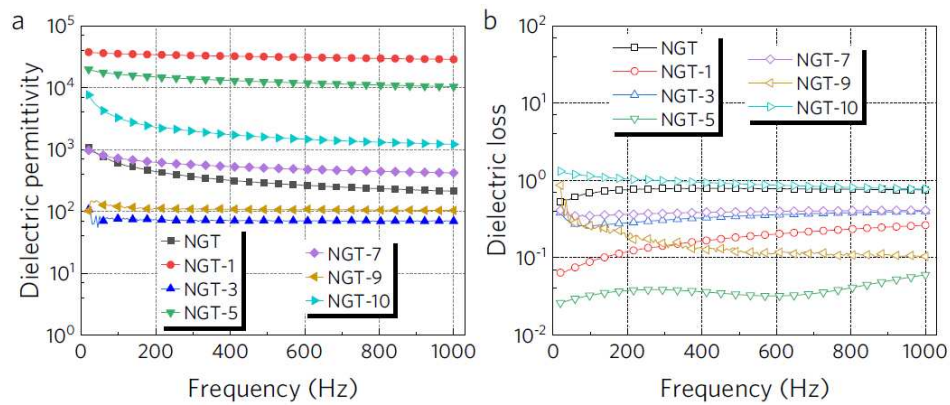 a
Dielectric permittivity
10^5
10^4
10^3
10^2
10^1
10^0
NGT
NGT-1
NGT-3
NGT-5
NGT-7
NGT-9
NGT-10
0 200 400 600 800 1000
Frequency (Hz)
b
Dielectric loss
10^2
10^1
10^0
10^-1
10^-2
NGT
NGT-1
NGT-3
NGT-5
NGT-7
NGT-9
NGT-10
0 200 400 600 800 1000
Frequency (Hz)